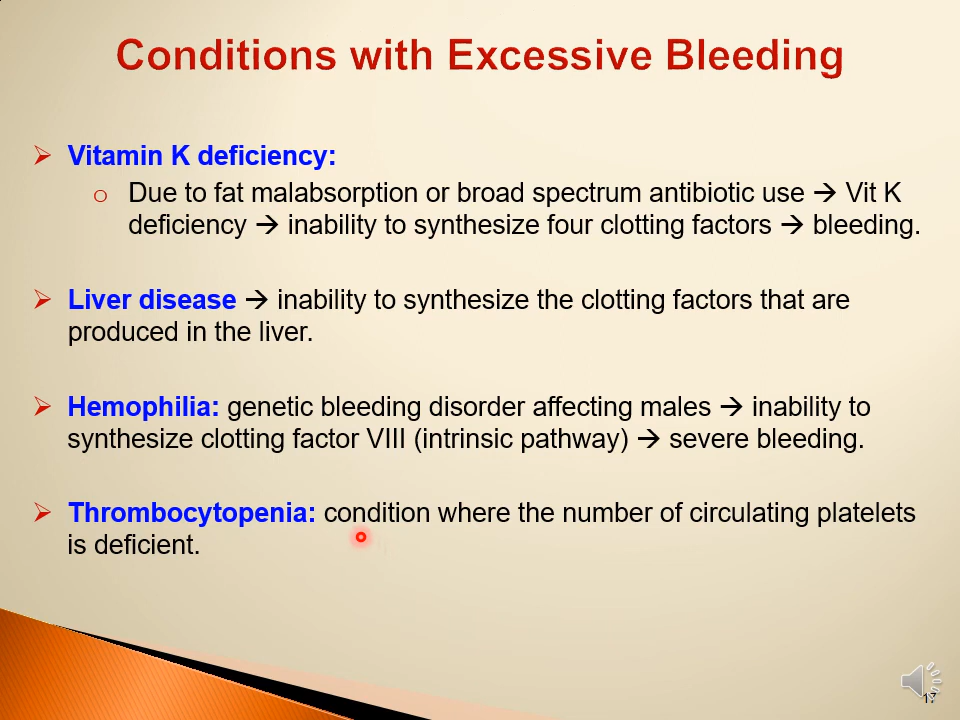 Conditions with Excessive Bleeding
➢ Vitamin K deficiency:
o Due to fat malabsorption or broad spectrum antibiotic use → Vit K
deficiency → inability to synthesize four clotting factors → bleeding.
➢ Liver disease → inability to synthesize the clotting factors that are
produced in the liver.
➢ Hemophilia: genetic bleeding disorder affecting males → inability to
synthesize clotting factor VIII (intrinsic pathway) → severe bleeding.
➢ Thrombocytopenia: condition where the number of circulating platelets
is deficient.
17